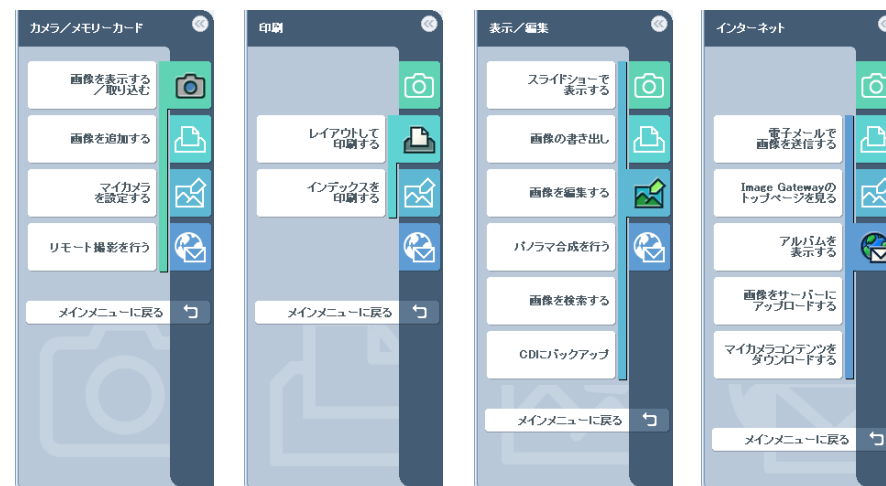 カメラ／メモリーカード
画像を表示する
／取り込む
画像を追加する
マイカメラ
を設定する
リモート撮影を行う
メインメニューに戻る
印刷
レイアウトして
印刷する
インデックスを
印刷する
メインメニューに戻る
表示／編集
スライドショーで
表示する
画像の書き出し
画像を編集する
パノラマ合成を行う
画像を検索する
CDにバックアップ
メインメニューに戻る
インターネット
電子メールで
画像を送信する
Image Gatewayの
トップページを見る
アルバムを
表示する
画像をサーバーに
アップロードする
マイカメラコンテンツを
ダウンロードする
メインメニューに戻る